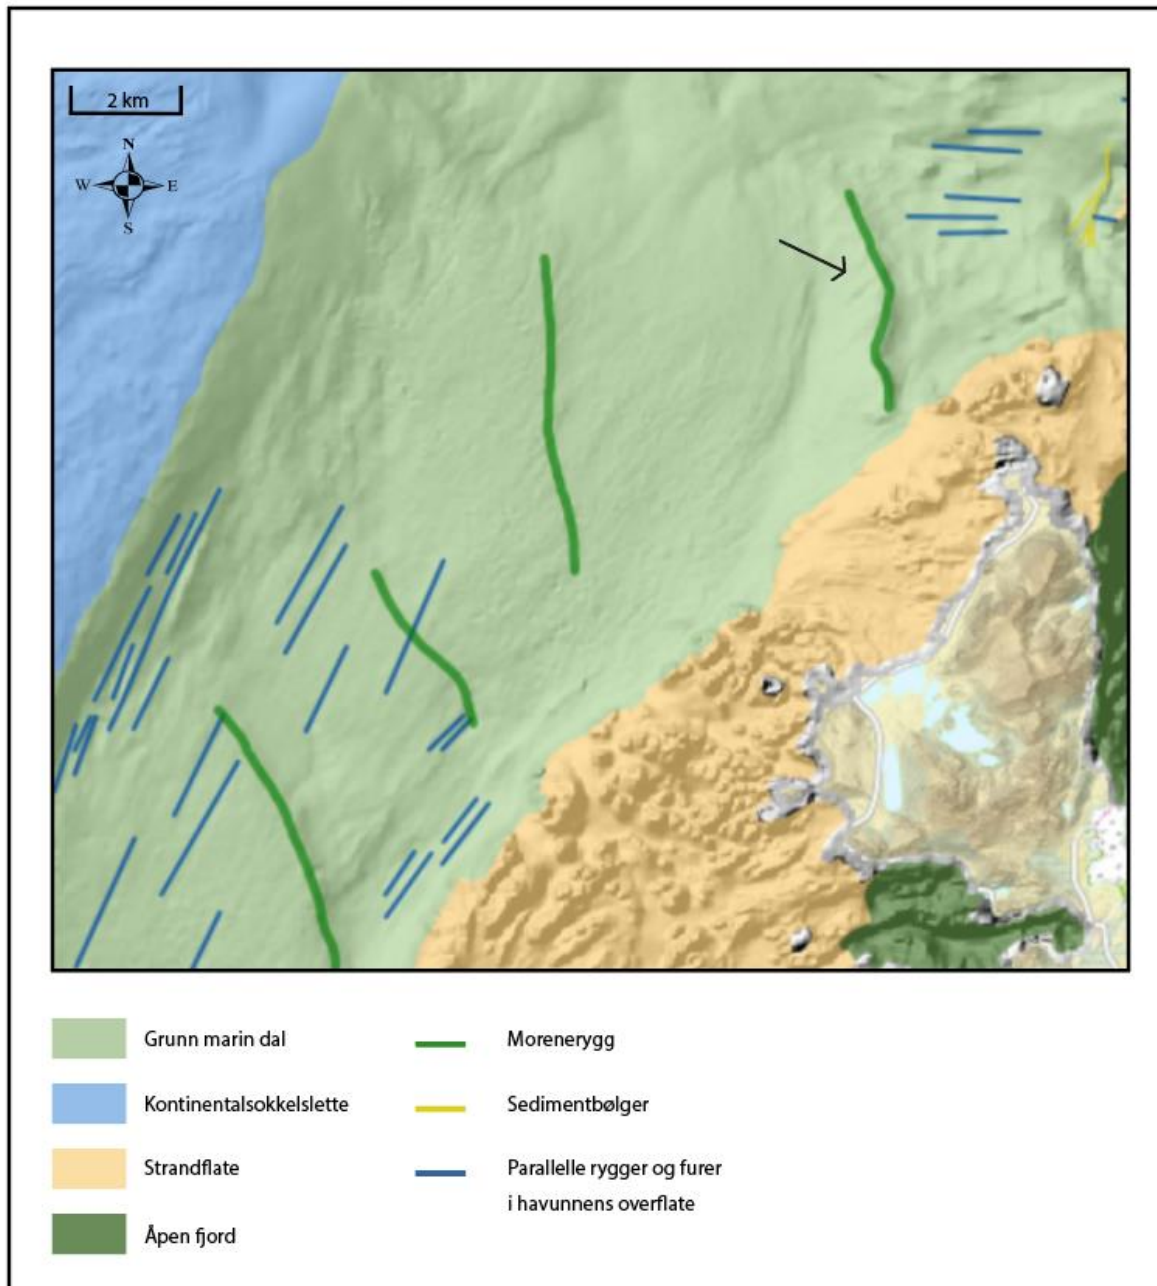 2 km
N
W E
S
Grunn marin dal
Kontinentalsokkelslette
Strandflate
Åpen fjord
Morenerygg
Sedimentbølger
Parallelle rygger og furer
i havunnens overflate